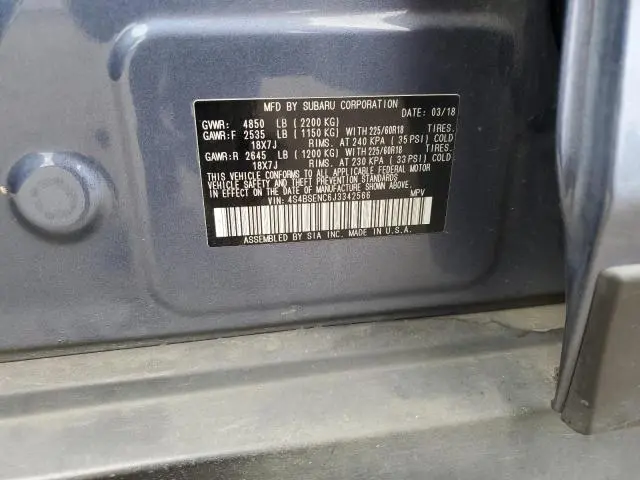 MFD BY SUBARU CORPORATION
DATE: 03/18
GVWR: 4850 LB ( 2200 KG)
GAWR:F 2535 LB ( 1150 KG) WITH 225/60R18 TIRES.
18X7J RIMS. AT 240 KPA ( 35 PSI) COLD
GAWR:R 2645 LB ( 1200 KG) WITH 225/60R18 TIRES.
18X7J RIMS. AT 230 KPA ( 33 PSI) COLD
THIS VEHICLE CONFORMS TO ALL APPLICABLE FEDERAL MOTOR
VEHICLE SAFETY AND THEFT PREVENTION STANDARDS
IN EFFECT ON THE DATE OF MANUFACTURE SHOWN ABOVE.
VIN: 4S4BSENC6J3342566 MPV
ASSEMBLED BY SIA INC. MADE IN U.S.A.